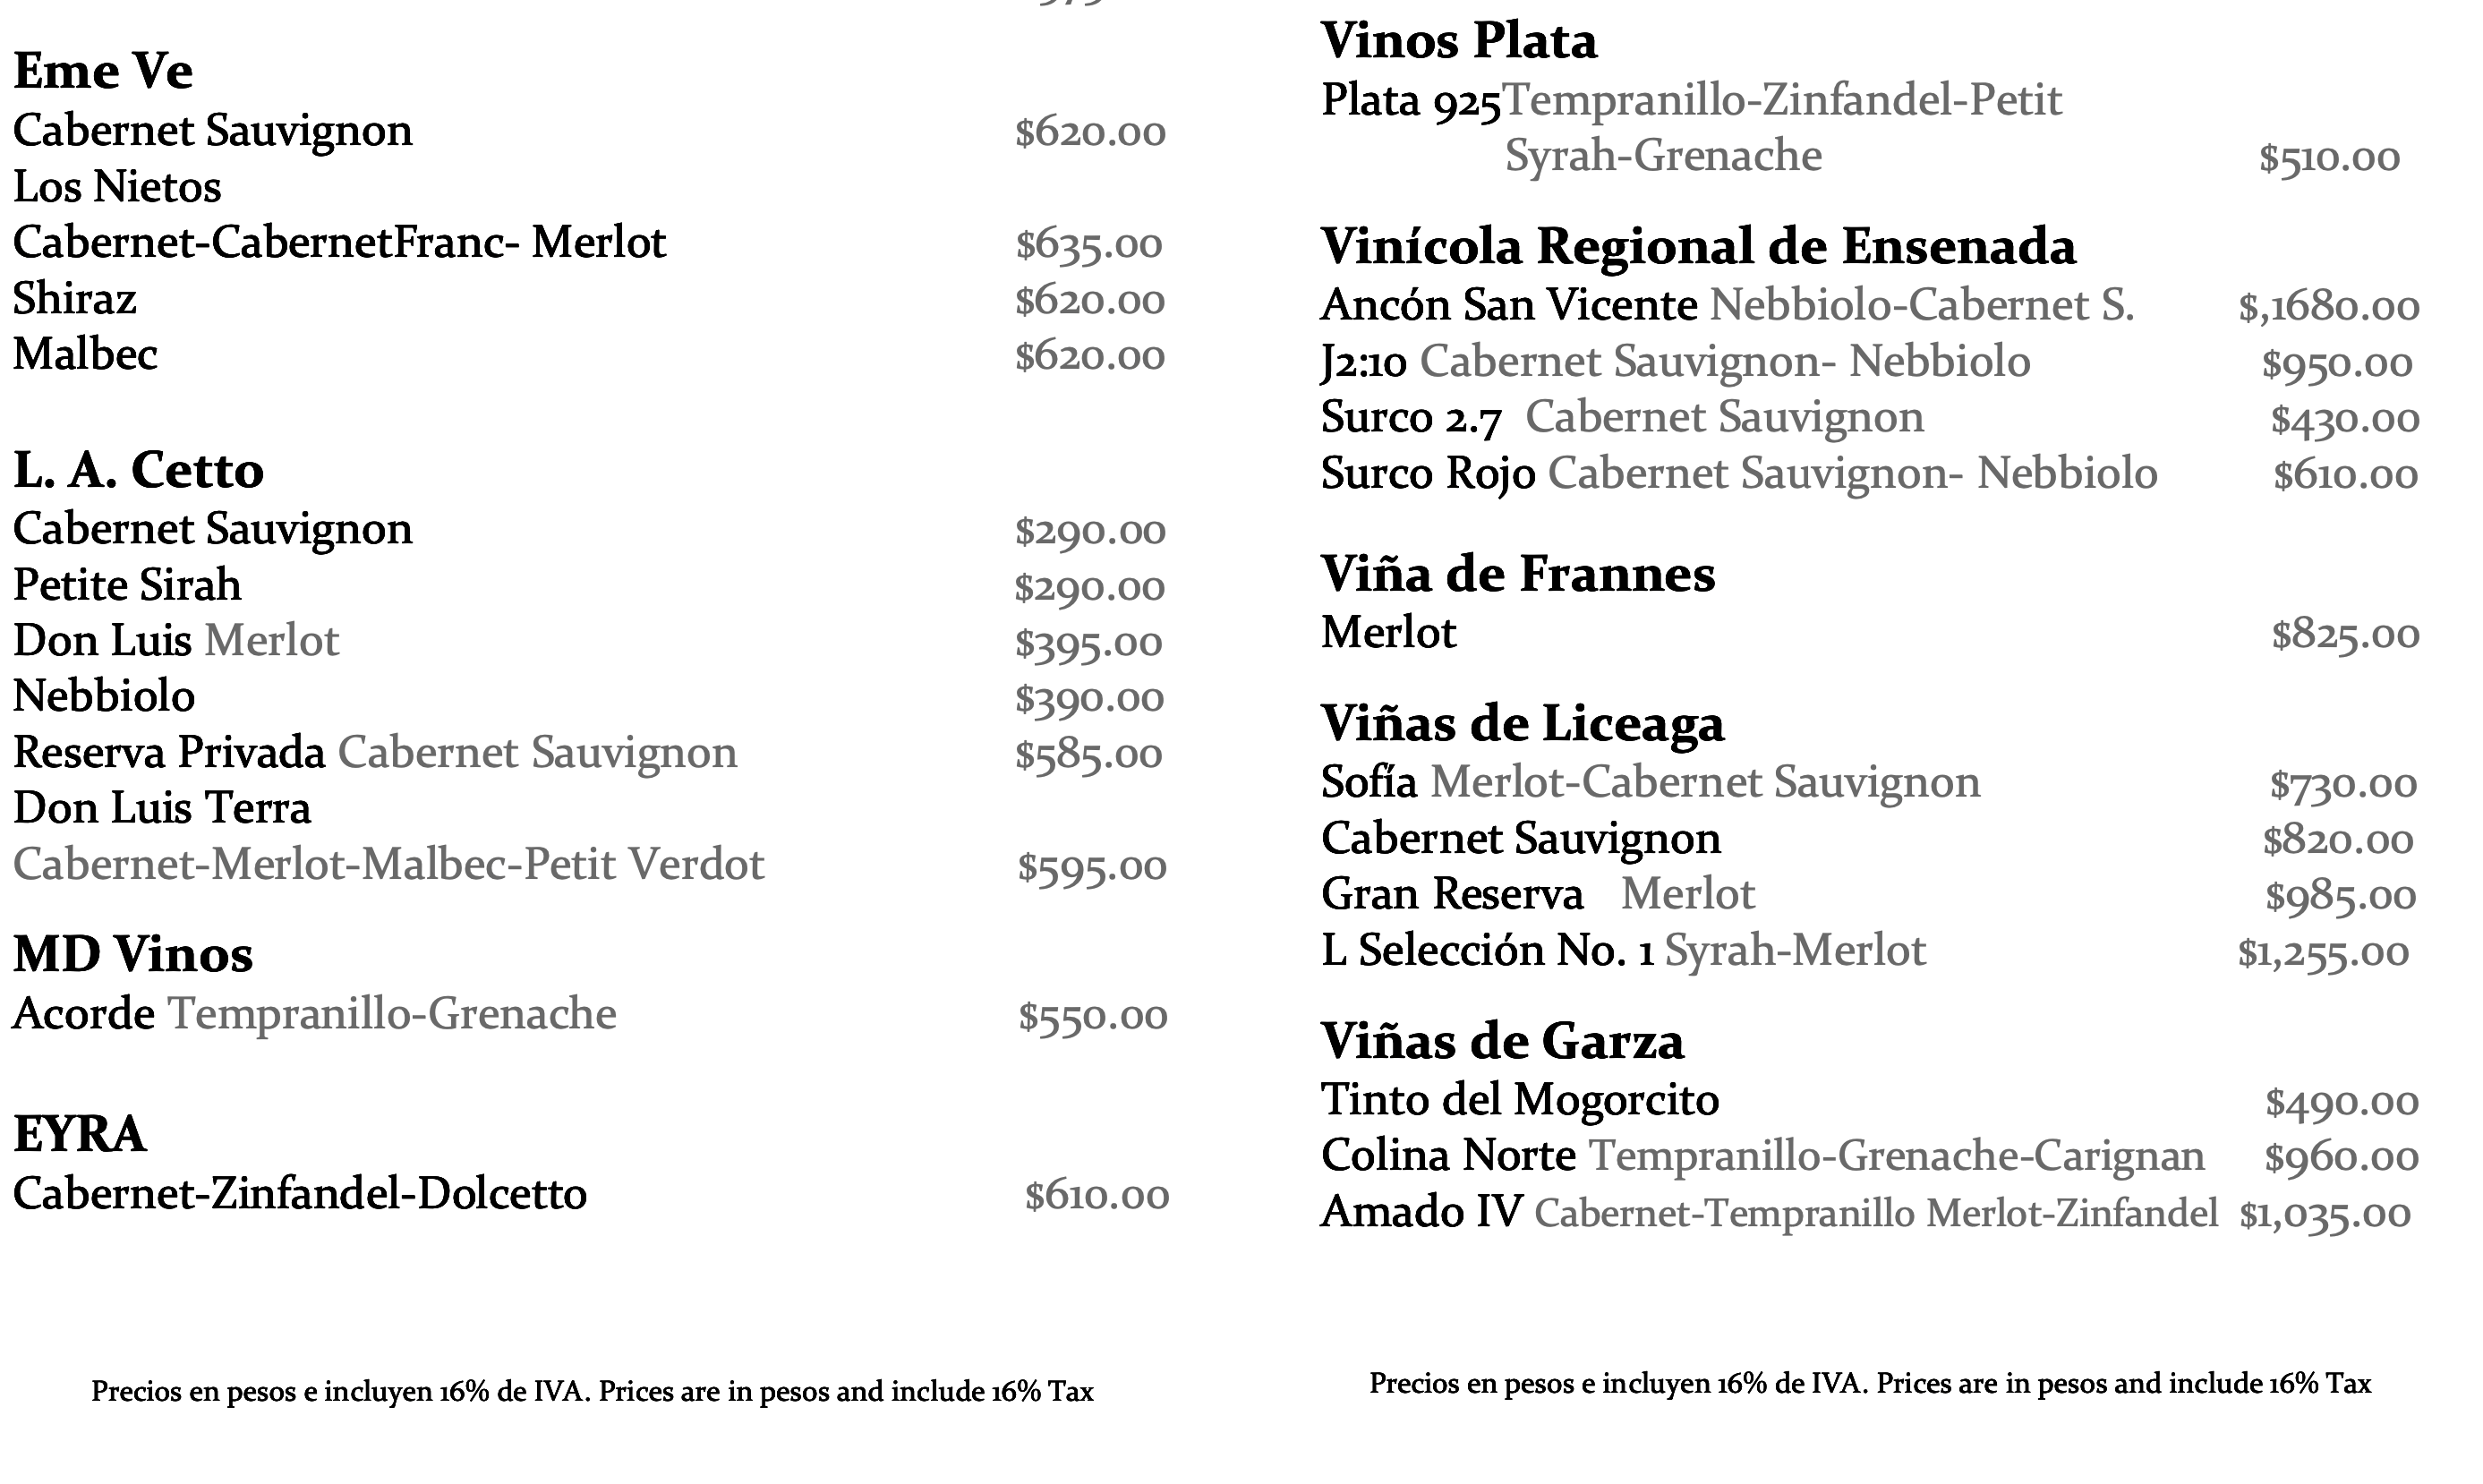 Eme Ve
Cabernet Sauvignon $620.00
Los Nietos
Cabernet-CabernetFranc- Merlot $635.00
Shiraz $620.00
Malbec $620.00
L. A. Cetto
Cabernet Sauvignon $290.00
Petite Sirah $290.00
Don Luis Merlot $395.00
Nebbiolo $390.00
Reserva Privada Cabernet Sauvignon $585.00
Don Luis Terra
Cabernet-Merlot-Malbec-Petit Verdot $595.00
MD Vinos
Acorde Tempranillo-Grenache $550.00
EYRA
Cabernet-Zinfandel-Dolcetto $610.00
Precios en pesos e incluyen 16% de IVA. Prices are in pesos and include 16% Tax
Vinos Plata
Plata 925 Tempranillo-Zinfandel-Petit
Syrah-Grenache $510.00
Vinícola Regional de Ensenada
Ancón San Vicente Nebbiolo-Cabernet S. $,1680.00
J2:10 Cabernet Sauvignon- Nebbiolo $950.00
Surco 2.7 Cabernet Sauvignon $430.00
Surco Rojo Cabernet Sauvignon- Nebbiolo $610.00
Viña de Frannes
Merlot $825.00
Viñas de Liceaga
Sofía Merlot-Cabernet Sauvignon $730.00
Cabernet Sauvignon $820.00
Gran Reserva Merlot $985.00
L Selección No. 1 Syrah-Merlot $1,255.00
Viñas de Garza
Tinto del Mogorcito $490.00
Colina Norte Tempranillo-Grenache-Carignan $960.00
Amado IV Cabernet-Tempranillo Merlot-Zinfandel $1,035.00
Precios en pesos e incluyen 16% de IVA. Prices are in pesos and include 16% Tax